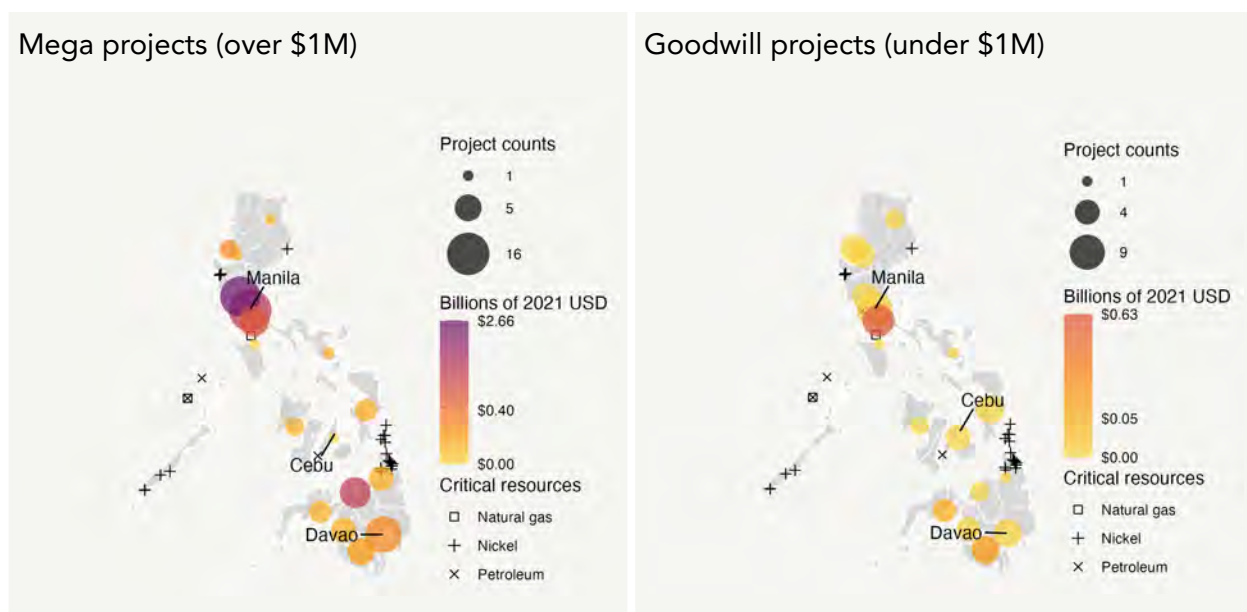 Mega projects (over $1M)
Project counts
1
5
16
Manila
Billions of 2021 USD
$2.66
$0.40
$0.00
Cebu
Critical resources
Natural gas
Davao
Nickel
Petroleum
Goodwill projects (under $1M)
Project counts
1
4
9
Manila
Billions of 2021 USD
$0.63
Cebu
$0.05
$0.00
Critical resources
Natural gas
Davao
Nickel
Petroleum